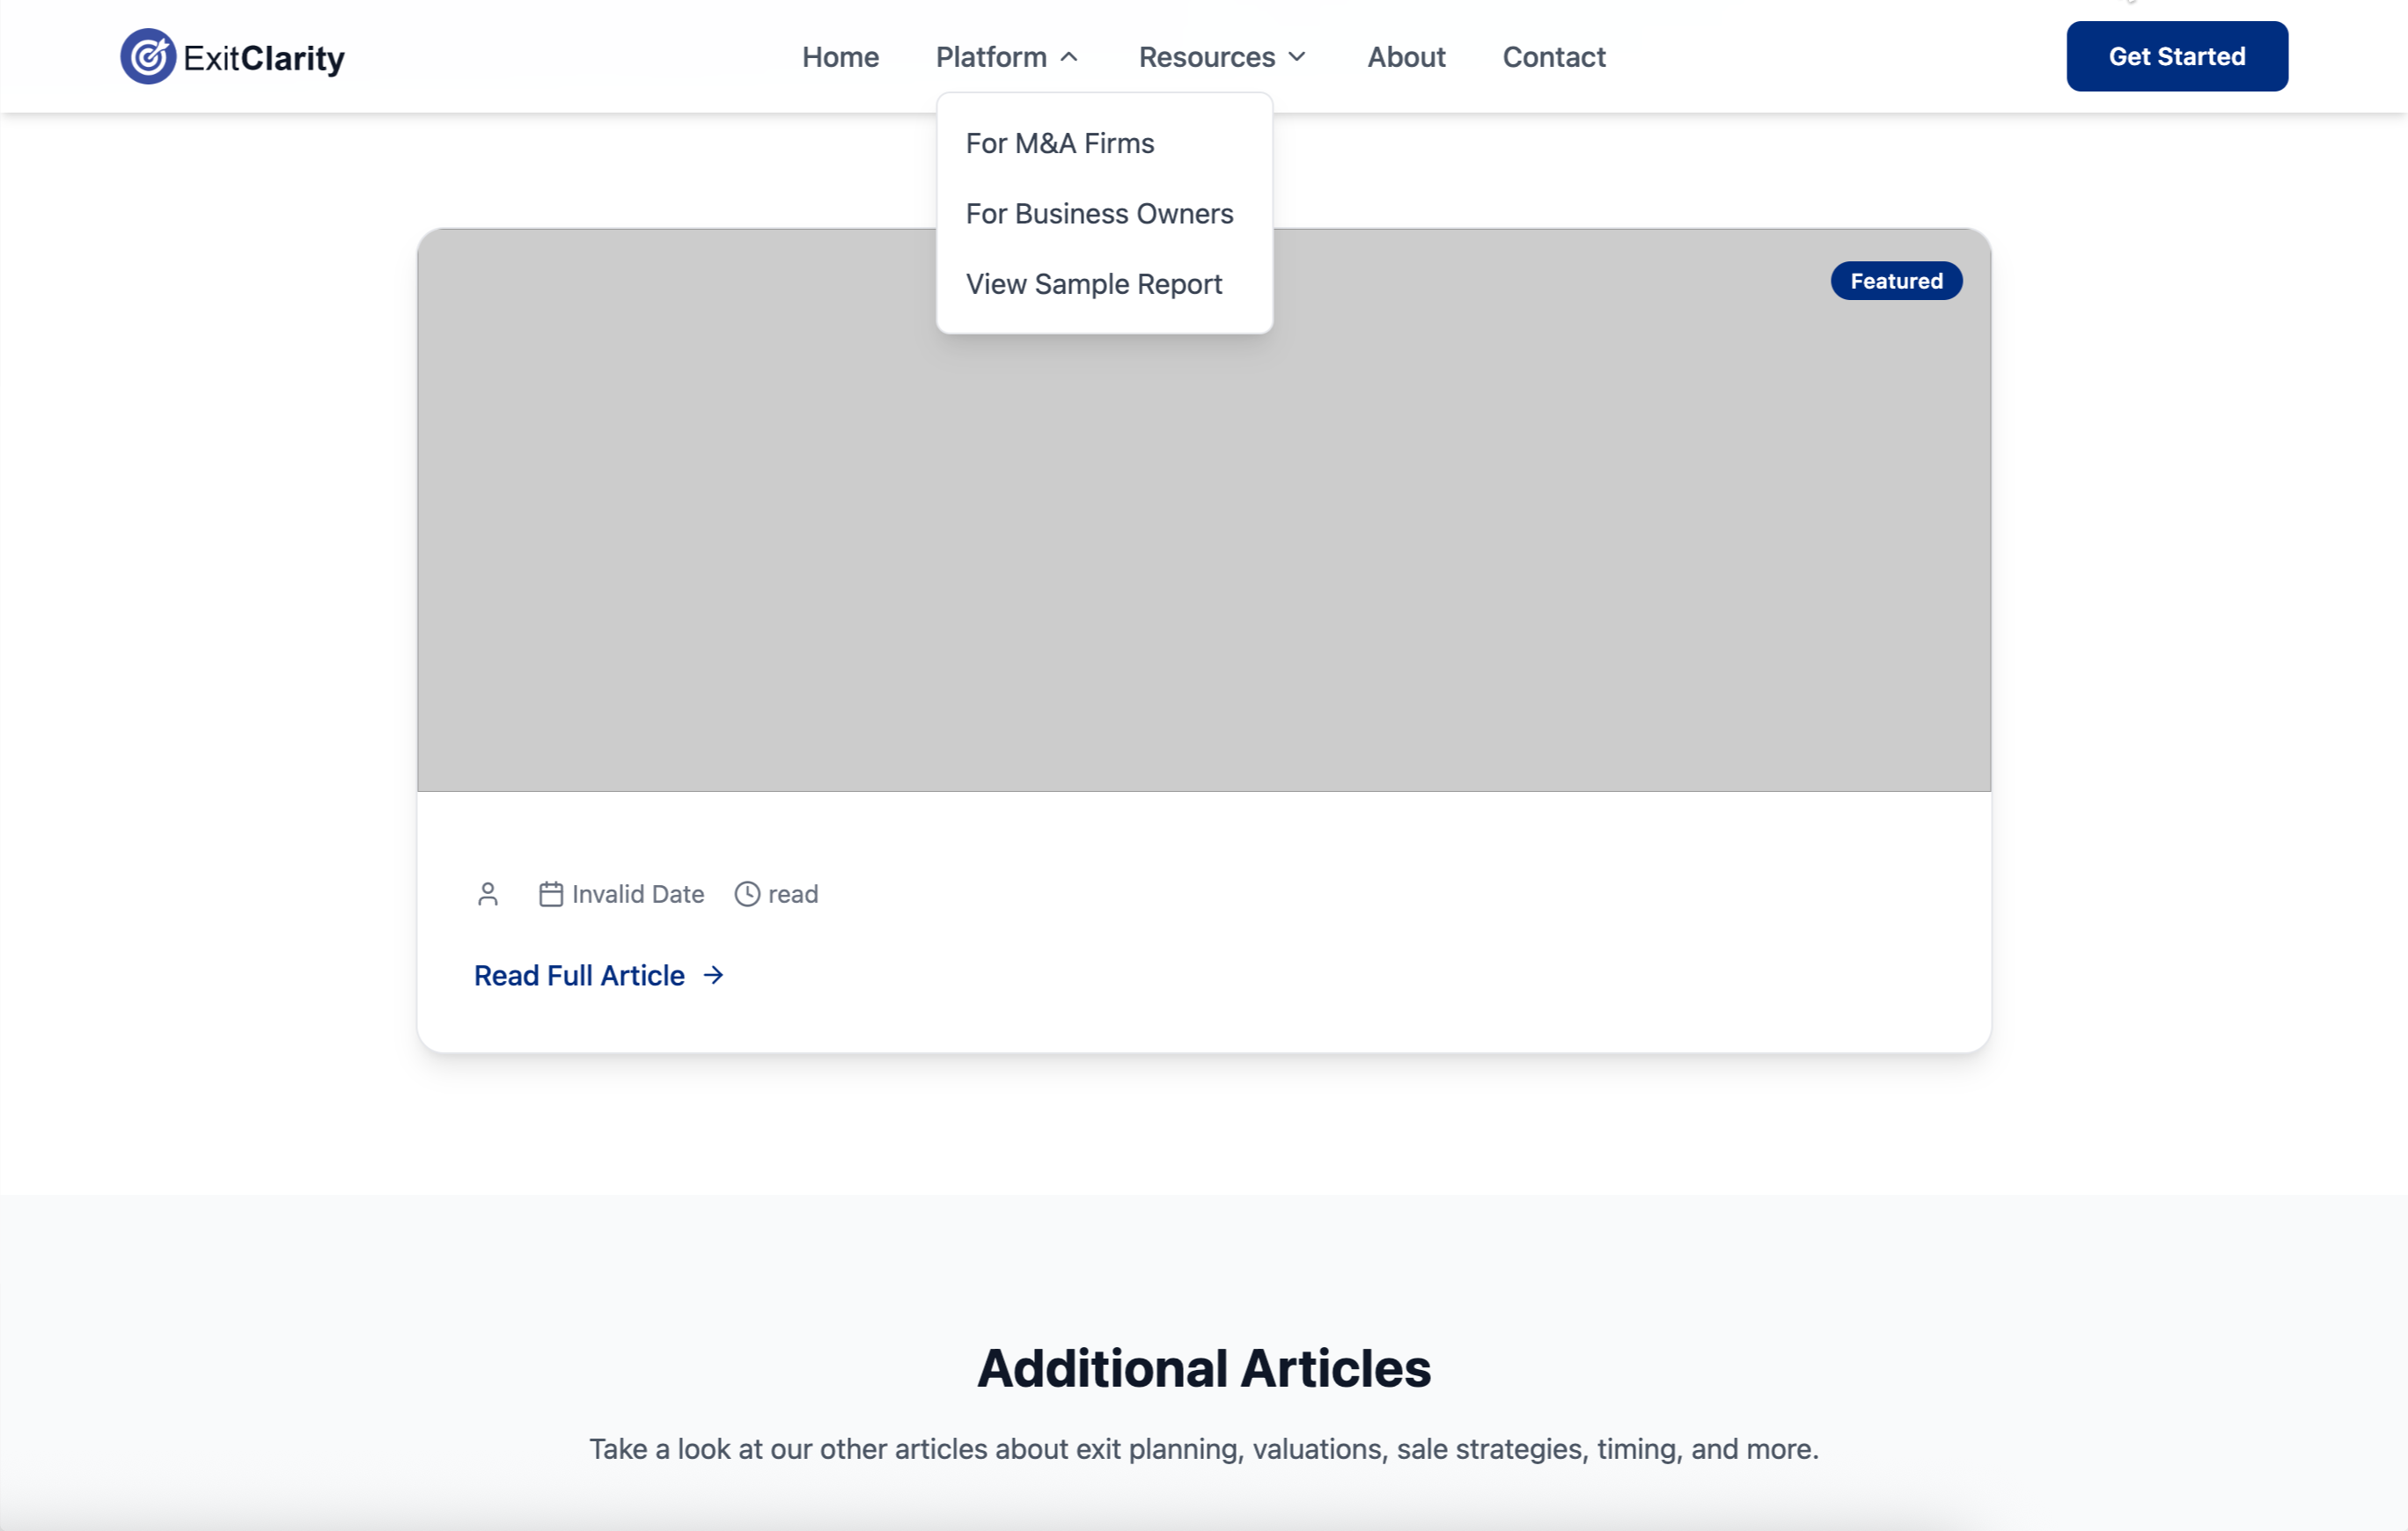 ExitClarity
Home Platform Resources About Contact
Get Started
For M&A Firms
For Business Owners
View Sample Report
Featured
Invalid Date read
Read Full Article
Additional Articles
Take a look at our other articles about exit planning, valuations, sale strategies, timing, and more.